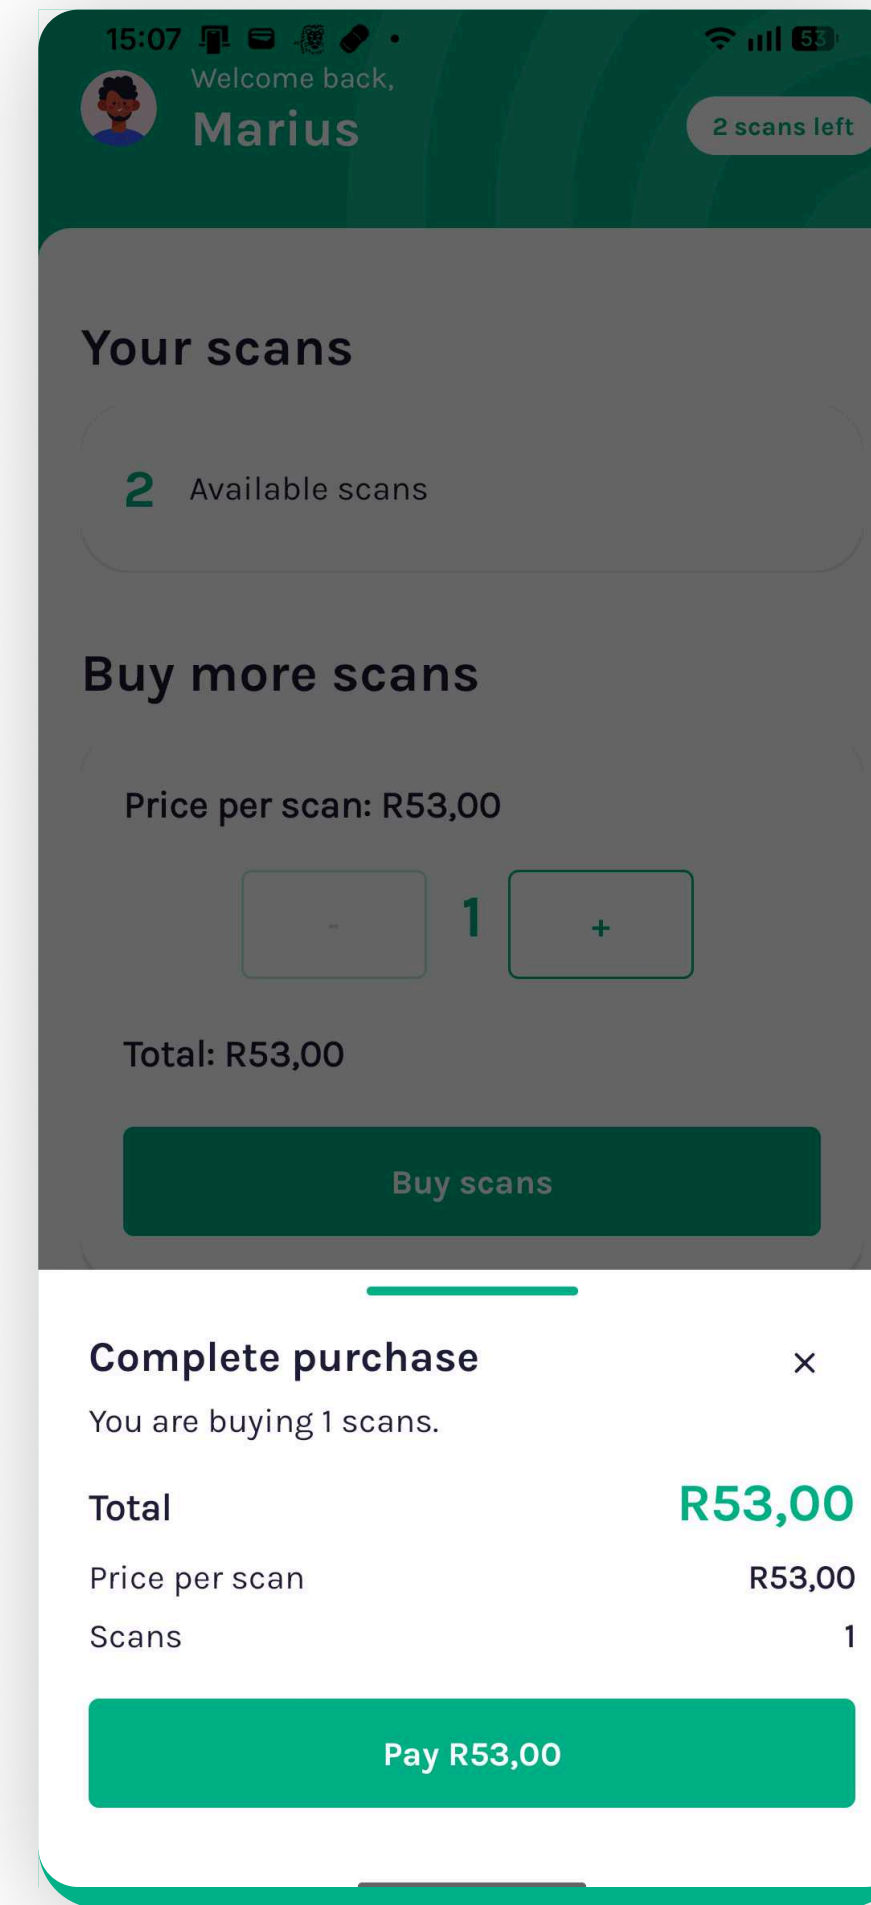 15:07
53
Welcome back,
Marius
2 scans left
Your scans
2 Available scans
Buy more scans
Price per scan: R53,00
- 1 +
Total: R53,00
Buy scans
Complete purchase ×
You are buying 1 scans.
Total R53,00
Price per scan R53,00
Scans 1
Pay R53,00